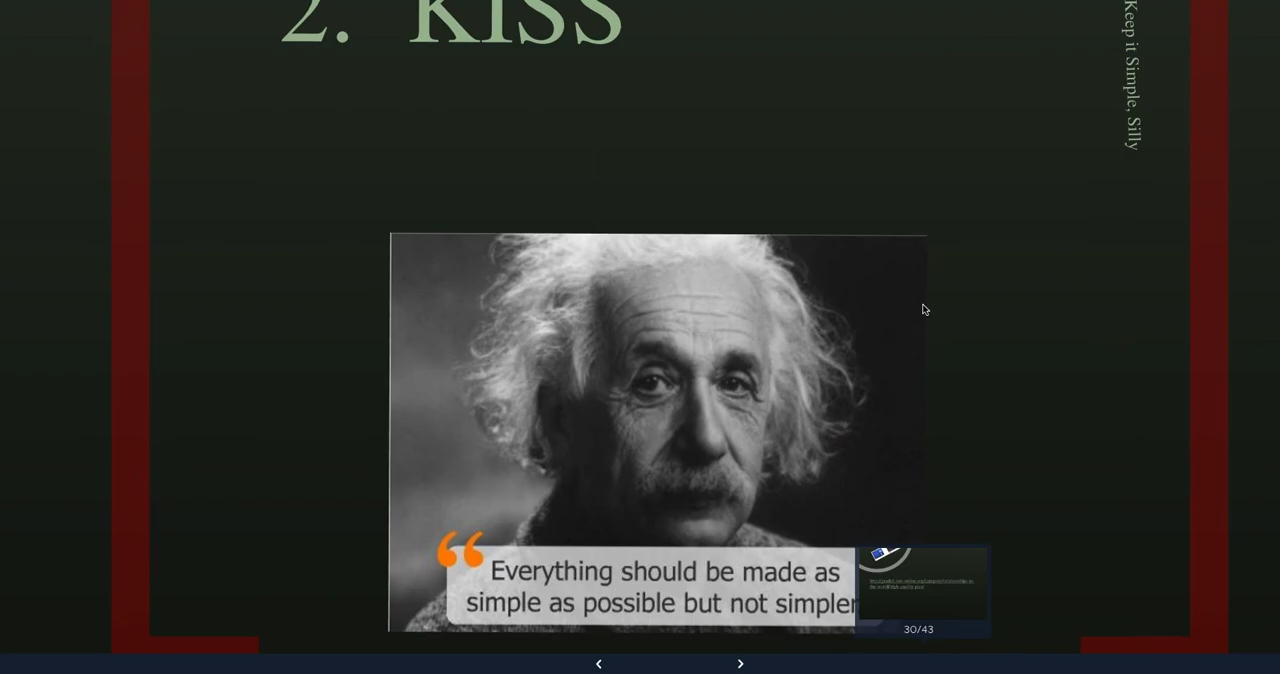 2. KISS
Keep it Simple, Silly
“
Everything should be made as
simple as possible but not simpler
30/43